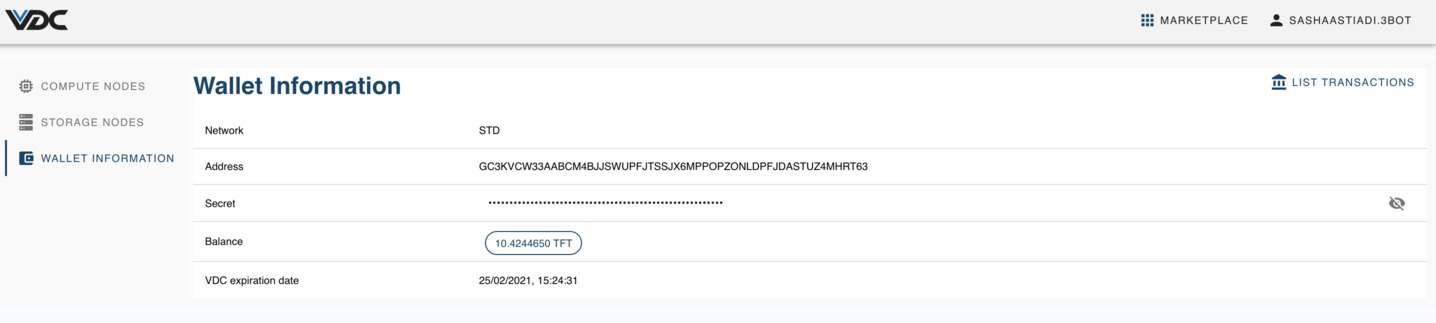 VDC
MARKETPLACE
SASHAASTIADI.3BOT
COMPUTE NODES
STORAGE NODES
WALLET INFORMATION
Wallet Information
LIST TRANSACTIONS
Network STD
Address GC3KVCW33AABCM4BJJSWUPFJTSSJX6MPPOPZONLDPFJDASTUZ4MHRT63
Secret ••••••••••••••••••••••••••••••••••••••••••••••••••••••••
Balance 10.4244650 TFT
VDC expiration date 25/02/2021, 15:24:31